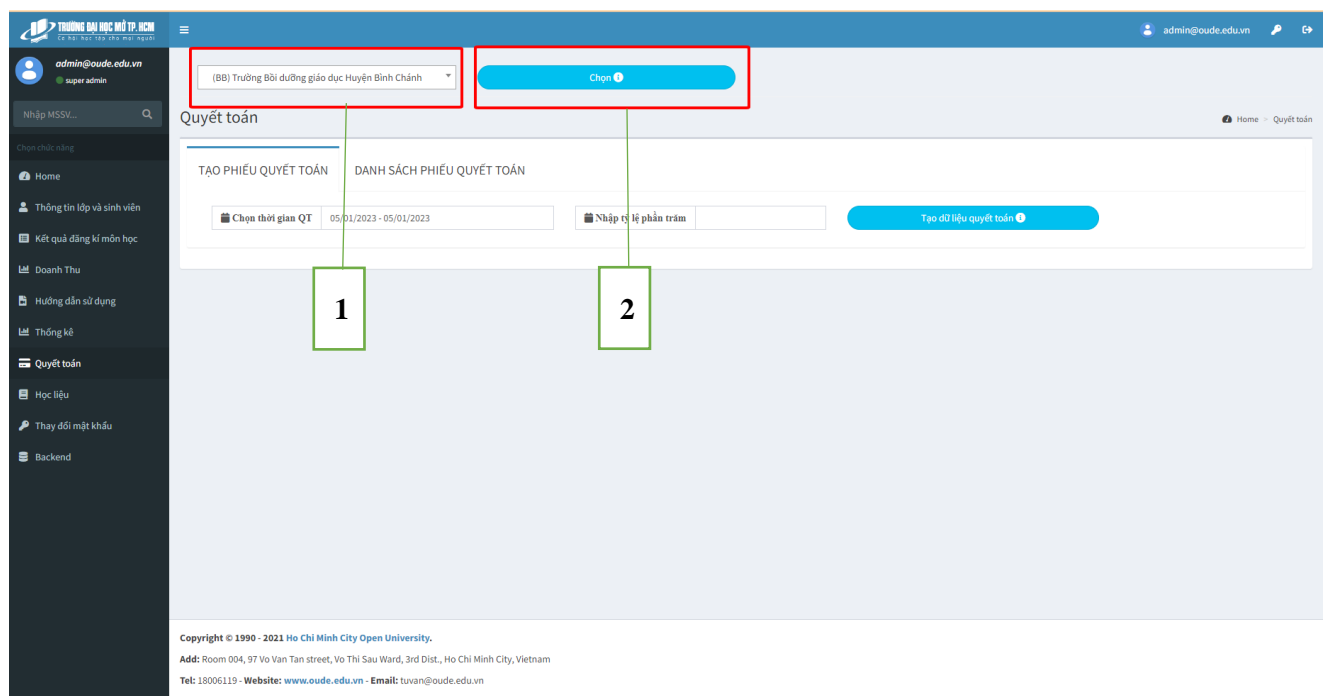 TRƯỜNG ĐẠI HỌC MỞ TP. HCM
Cơ hội học tập cho mọi người
admin@oude.edu.vn
admin@oude.edu.vn
super admin
(BB) Trường Bồi dưỡng giáo dục Huyện Bình Chánh
Chọn
Nhập MSSV...
Quyết toán
Home > Quyết toán
Chọn chức năng
Home
Thông tin lớp và sinh viên
Kết quả đăng kí môn học
Doanh Thu
Hướng dẫn sử dụng
Thống kê
Quyết toán
Học liệu
Thay đổi mật khẩu
Backend
TẠO PHIẾU QUYẾT TOÁN DANH SÁCH PHIẾU QUYẾT TOÁN
Chọn thời gian QT 05/01/2023 - 05/01/2023 Nhập tỷ lệ phần trăm Tạo dữ liệu quyết toán
1 2
Copyright © 1990 - 2021 Ho Chi Minh City Open University.
Add: Room 004, 97 Vo Van Tan street, Vo Thi Sau Ward, 3rd Dist., Ho Chi Minh City, Vietnam
Tel: 18006119 - Website: www.oude.edu.vn - Email: tuvan@oude.edu.vn